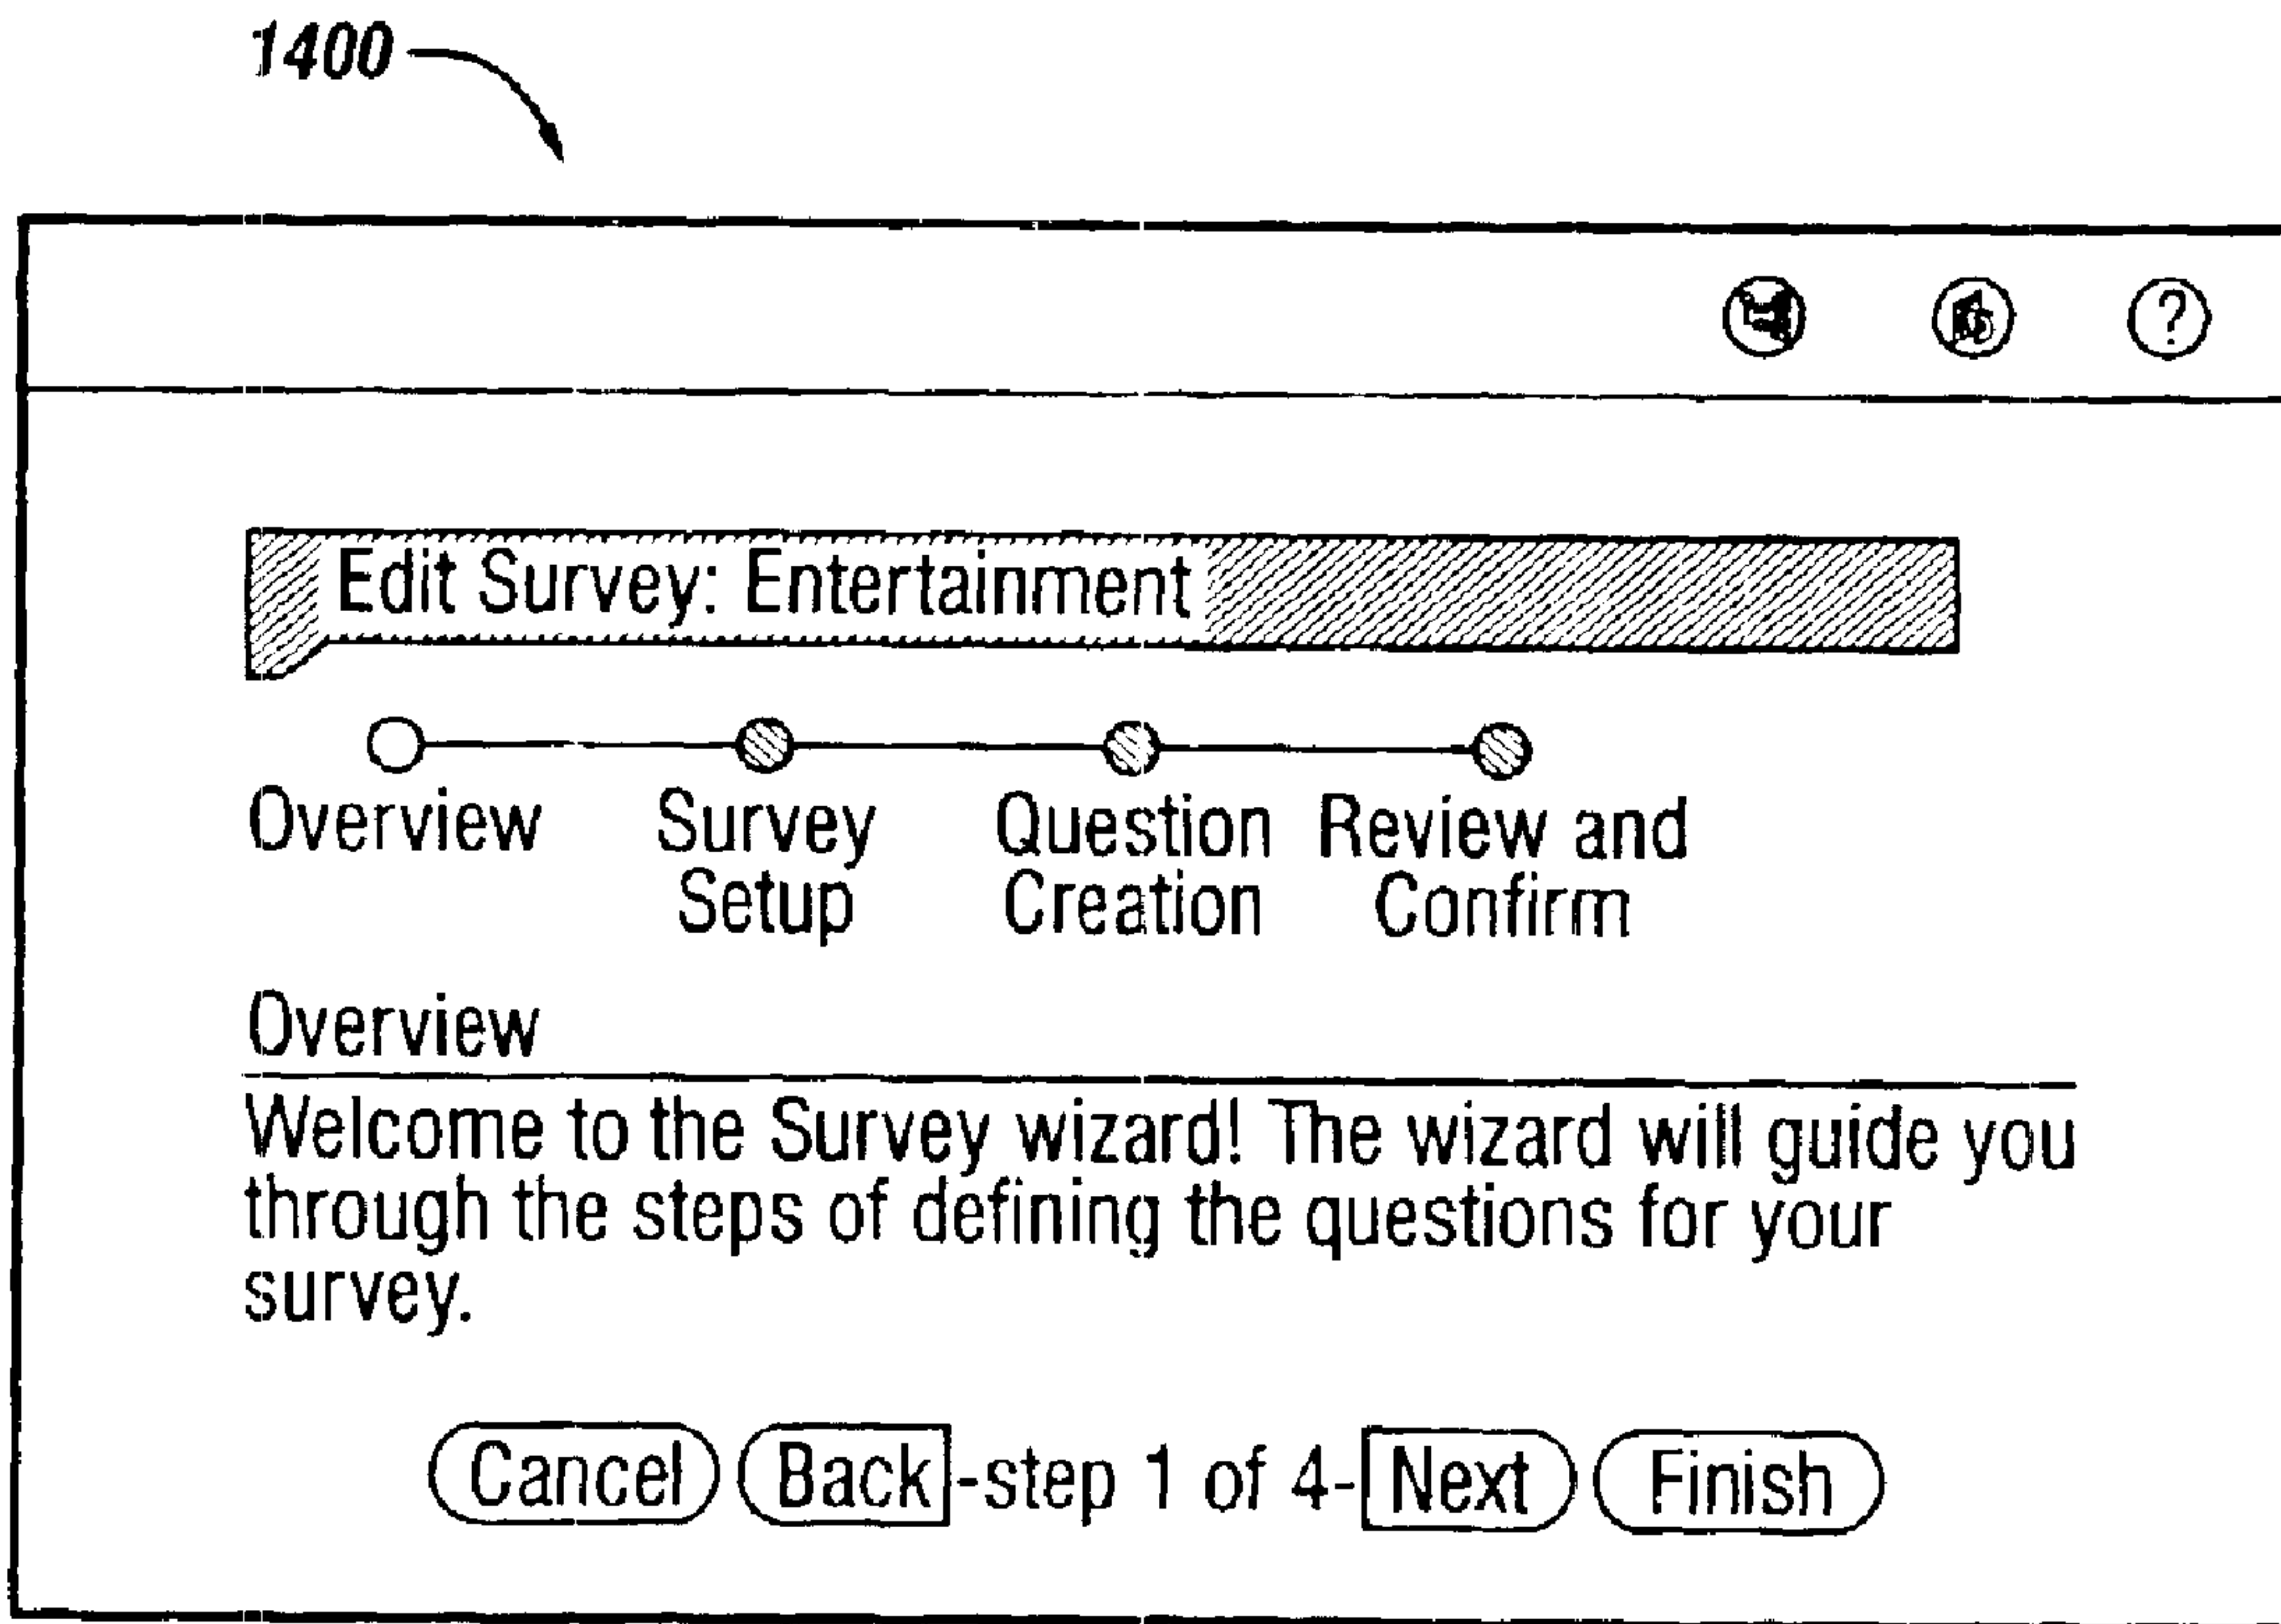 1400
?
Edit Survey: Entertainment
Overview Survey Question Review and
Setup Creation Confirm
Overview
Welcome to the Survey wizard! The wizard will guide you
through the steps of defining the questions for your
survey.
Cancel Back -step 1 of 4- Next Finish